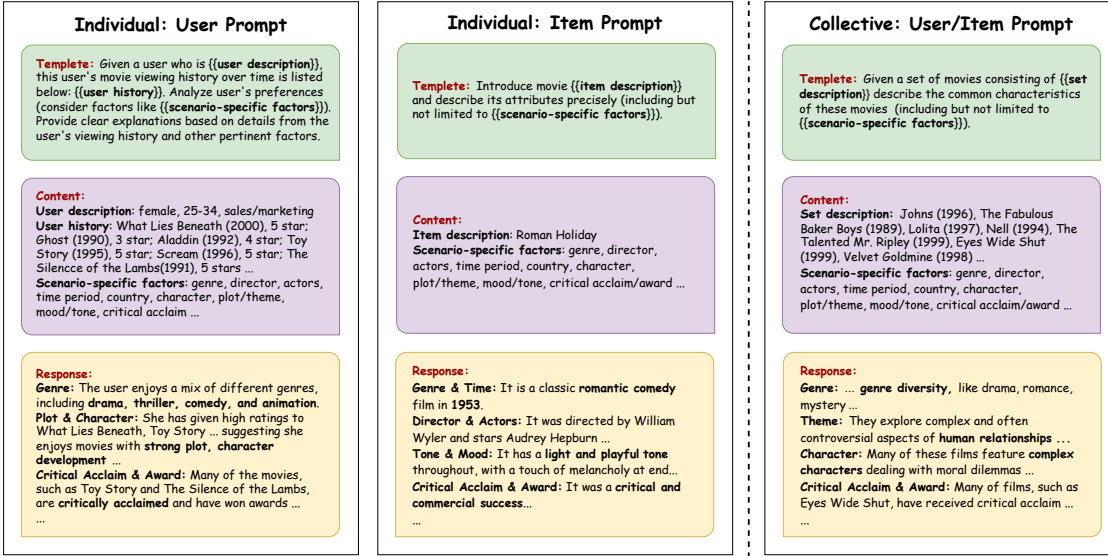 Individual: User Prompt
Templete: Given a user who is {{user description}},
this user's movie viewing history over time is listed
below: {{user history}}. Analyze user's preferences
(consider factors like {{scenario-specific factors}}).
Provide clear explanations based on details from the
user's viewing history and other pertinent factors.
Content:
User description: female, 25-34, sales/marketing
User history: What Lies Beneath (2000), 5 star;
Ghost (1990), 3 star; Aladdin (1992), 4 star; Toy
Story (1995), 5 star; Scream (1996), 5 star; The
Silencce of the Lambs(1991), 5 stars ...
Scenario-specific factors: genre, director, actors,
time period, country, character, plot/theme,
mood/tone, critical acclaim ...
Response:
Genre: The user enjoys a mix of different genres,
including drama, thriller, comedy, and animation.
Plot & Character: She has given high ratings to
What Lies Beneath, Toy Story ... suggesting she
enjoys movies with strong plot, character
development ...
Critical Acclaim & Award: Many of the movies,
such as Toy Story and The Silence of the Lambs,
are critically acclaimed and have won awards ...
...
Individual: Item Prompt
Templete: Introduce movie {{item description}}
and describe its attributes precisely (including but
not limited to {{scenario-specific factors}}).
Content:
Item description: Roman Holiday
Scenario-specific factors: genre, director,
actors, time period, country, character,
plot/theme, mood/tone, critical acclaim/award ...
Response:
Genre & Time: It is a classic romantic comedy
film in 1953.
Director & Actors: It was directed by William
Wyler and stars Audrey Hepburn ...
Tone & Mood: It has a light and playful tone
throughout, with a touch of melancholy at end...
Critical Acclaim & Award: It was a critical and
commercial success...
...
Collective: User/Item Prompt
Templete: Given a set of movies consisting of {{set
description}} describe the common characteristics
of these movies (including but not limited to
{{scenario-specific factors}}).
Content:
Set description: Johns (1996), The Fabulous
Baker Boys (1989), Lolita (1997), Nell (1994), The
Talented Mr. Ripley (1999), Eyes Wide Shut
(1999), Velvet Goldmine (1998) ...
Scenario-specific factors: genre, director,
actors, time period, country, character,
plot/theme, mood/tone, critical acclaim/award ...
Response:
Genre: ... genre diversity, like drama, romance,
mystery ...
Theme: They explore complex and often
controversial aspects of human relationships ...
Character: Many of these films feature complex
characters dealing with moral dilemmas ...
Critical Acclaim & Award: Many of films, such as
Eyes Wide Shut, have received critical acclaim ...
...